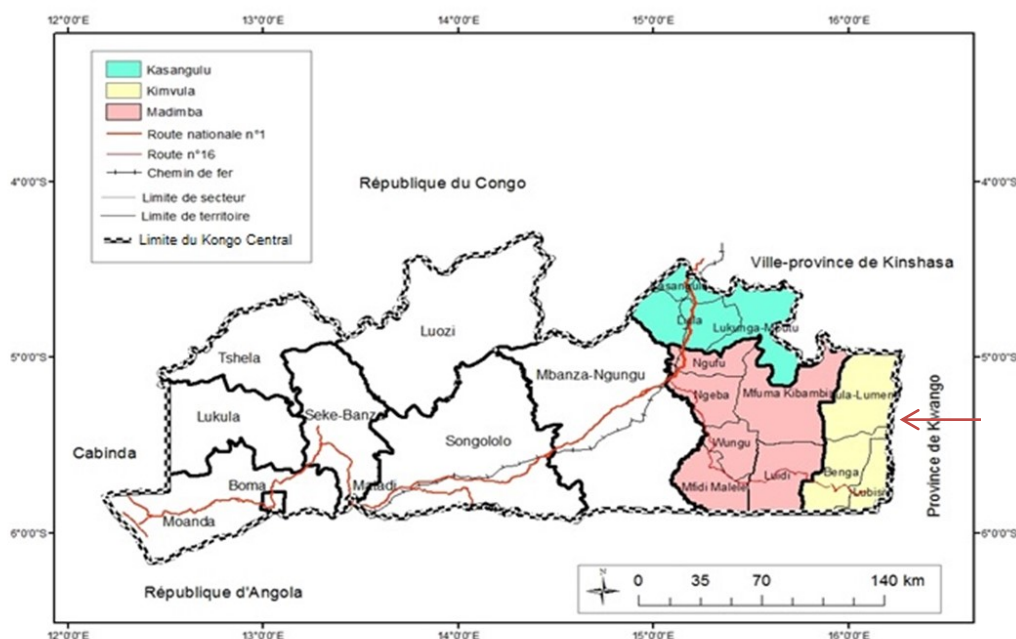 12°0'0"E 13°0'0"E 14°0'0"E 15°0'0"E 16°0'0"E
Kasangulu
Kimvula
Madimba
Route nationale n°1
Route n°16
Chemin de fer
Limite de secteur
Limite de territoire
Limite du Kongo Central
4°0'0"S 4°0'0"S
République du Congo
Ville-province de Kinshasa
Luozi
Lukunga-Mputu
Tshela
5°0'0"S 5°0'0"S
Ngufu
Mbanza-Ngungu
Ngeba
Mfuma Kibambi
ula-Lumen
Lukula
Seke-Banz
Songololo
Wungu
Province de Kwango
Cabinda
Boma
Matadi
Mfidi Malele
Luidi
Benga
Lubisi
Moanda
6°0'0"S 6°0'0"S
République d'Angola
N
0 35 70 140 km
12°0'0"E 13°0'0"E 14°0'0"E 15°0'0"E 16°0'0"E